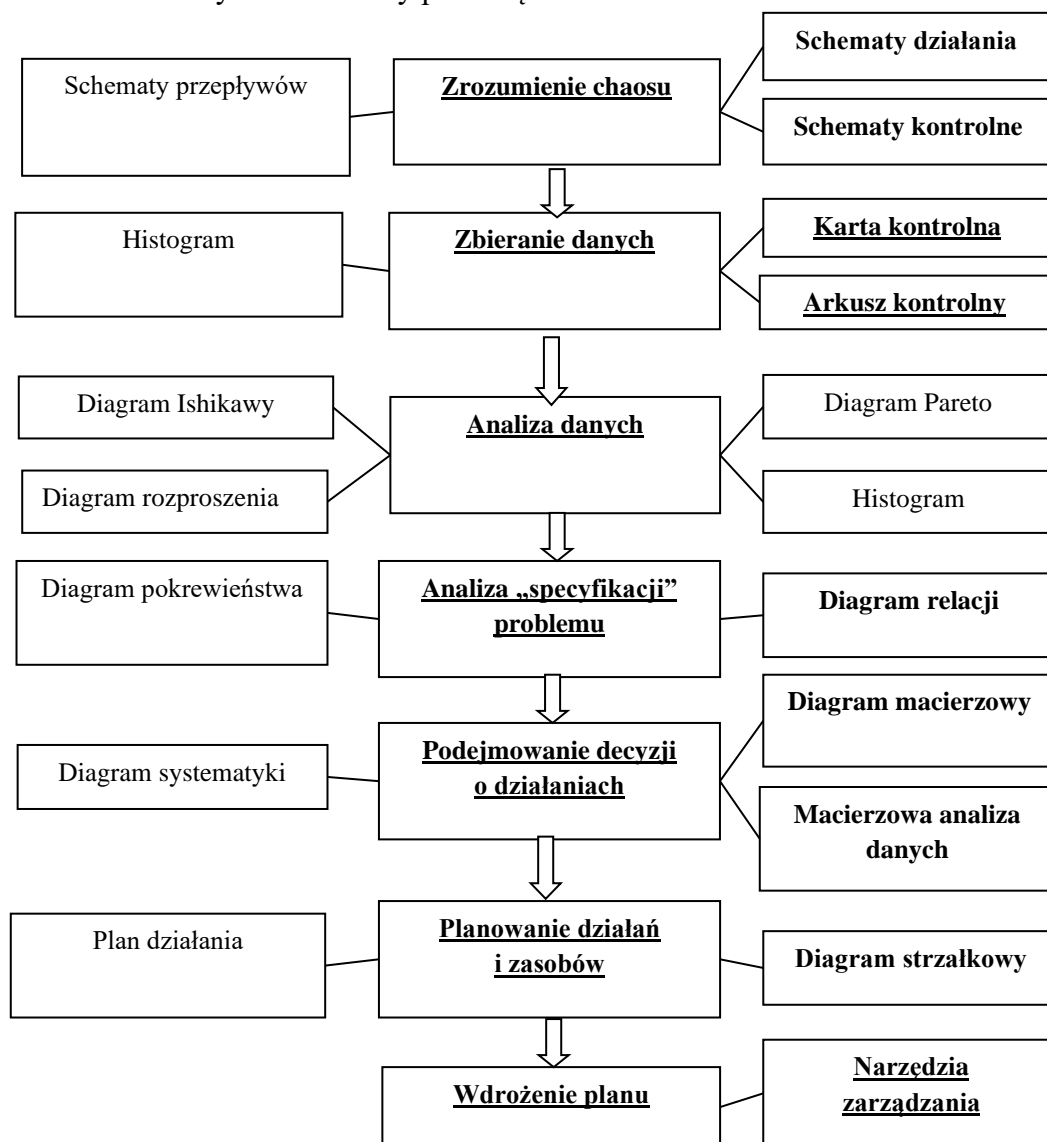 Schematy działania
Schematy przepływów
Zrozumienie chaosu
Schematy kontrolne
Histogram
Zbieranie danych
Karta kontrolna
Arkusz kontrolny
Diagram Ishikawy
Analiza danych
Diagram Pareto
Diagram rozproszenia
Histogram
Diagram pokrewieństwa
Analiza „specyfikacji”
problemu
Diagram relacji
Diagram macierzowy
Diagram systematyki
Podejmowanie decyzji
o działaniach
Macierzowa analiza
danych
Plan działania
Planowanie działań
i zasobów
Diagram strzałkowy
Wdrożenie planu
Narzędzia
zarządzania